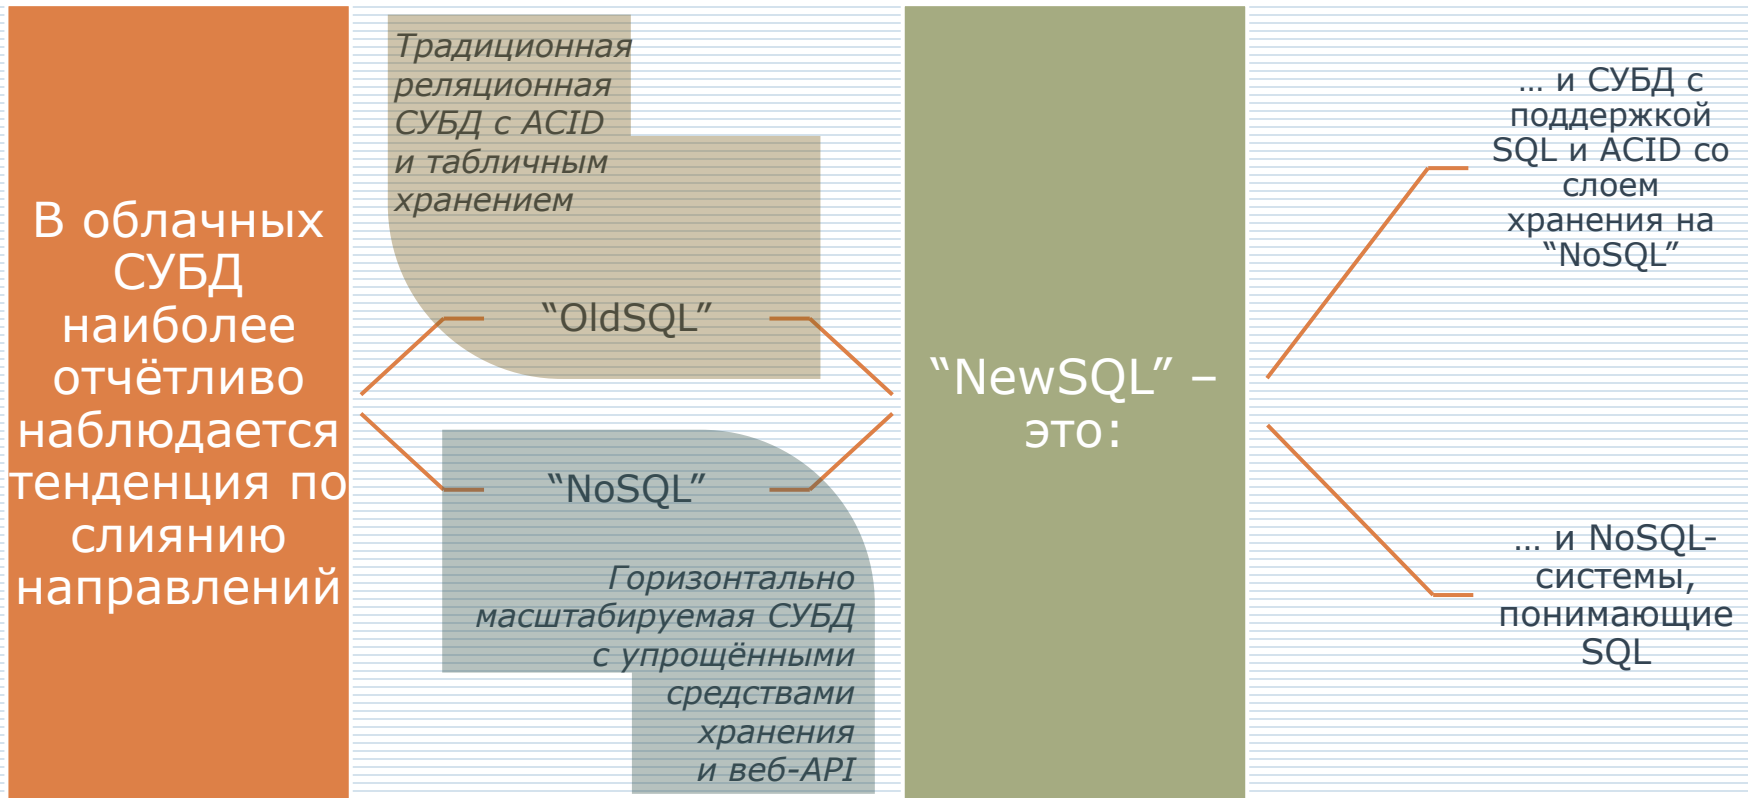 В облачных
СУБД
наиболее
отчётливо
наблюдается
тенденция по
слиянию
направлений
Традиционная
реляционная
СУБД с ACID
и табличным
хранением
“OldSQL”
“NoSQL”
Горизонтально
масштабируемая СУБД
с упрощёнными
средствами
хранения
и веб-API
“NewSQL” –
это:
… и СУБД с
поддержкой
SQL и ACID со
слоем
хранения на
“NoSQL”
… и NoSQL-
системы,
понимающие
SQL